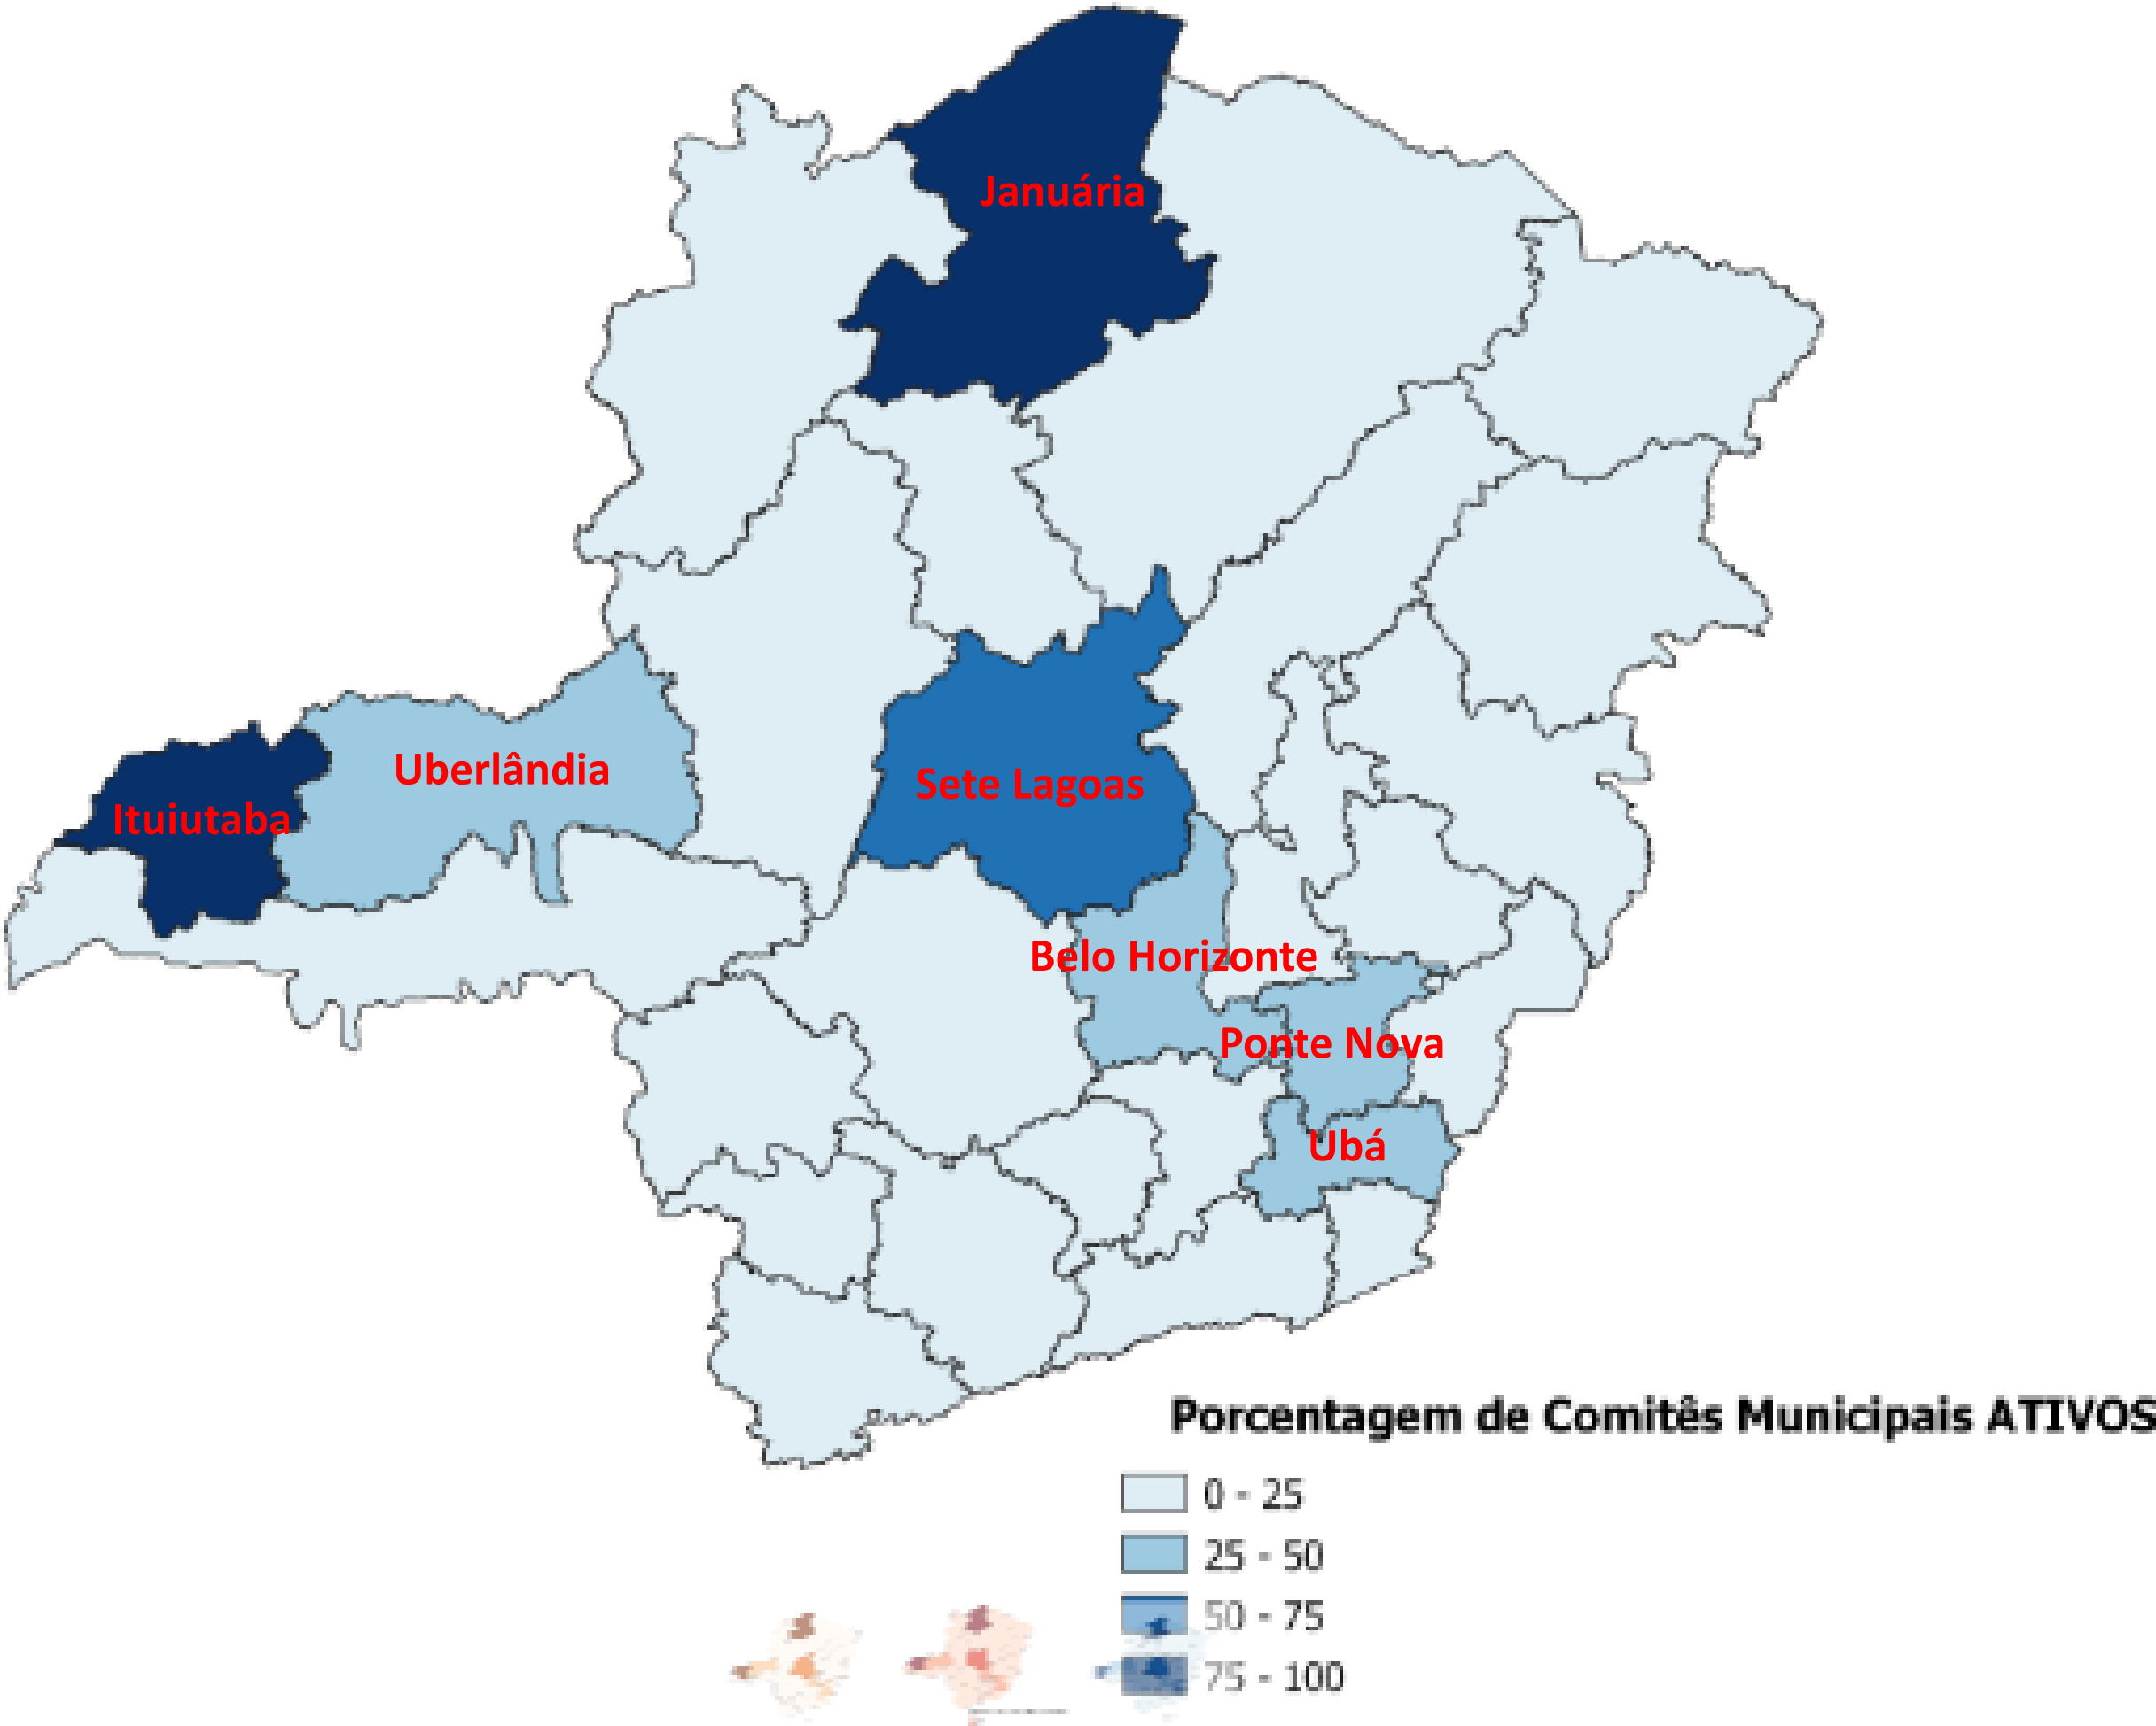 Januária
Uberlândia
Sete Lagoas
Ituiutaba
Belo Horizonte
Ponte Nova
Ubá
Porcentagem de Comitês Municipais ATIVOS
0 - 25
25 - 50
50 - 75
75 - 100